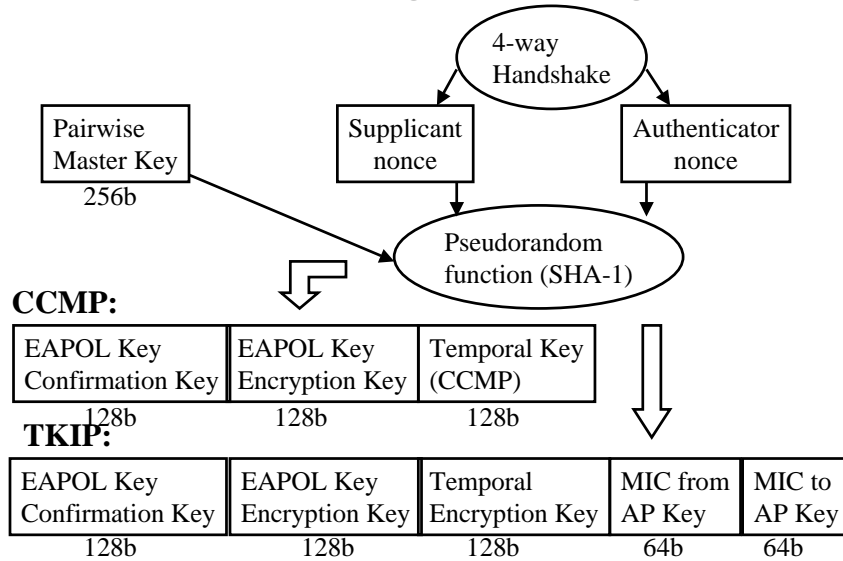 4-way
Handshake
Pairwise
Master Key
256b
Supplicant
nonce
Authenticator
nonce
Pseudorandom
function (SHA-1)
CCMP:
EAPOL Key
Confirmation Key
128b
EAPOL Key
Encryption Key
128b
Temporal Key
(CCMP)
128b
TKIP:
EAPOL Key
Confirmation Key
128b
EAPOL Key
Encryption Key
128b
Temporal
Encryption Key
128b
MIC from
AP Key
64b
MIC to
AP Key
64b